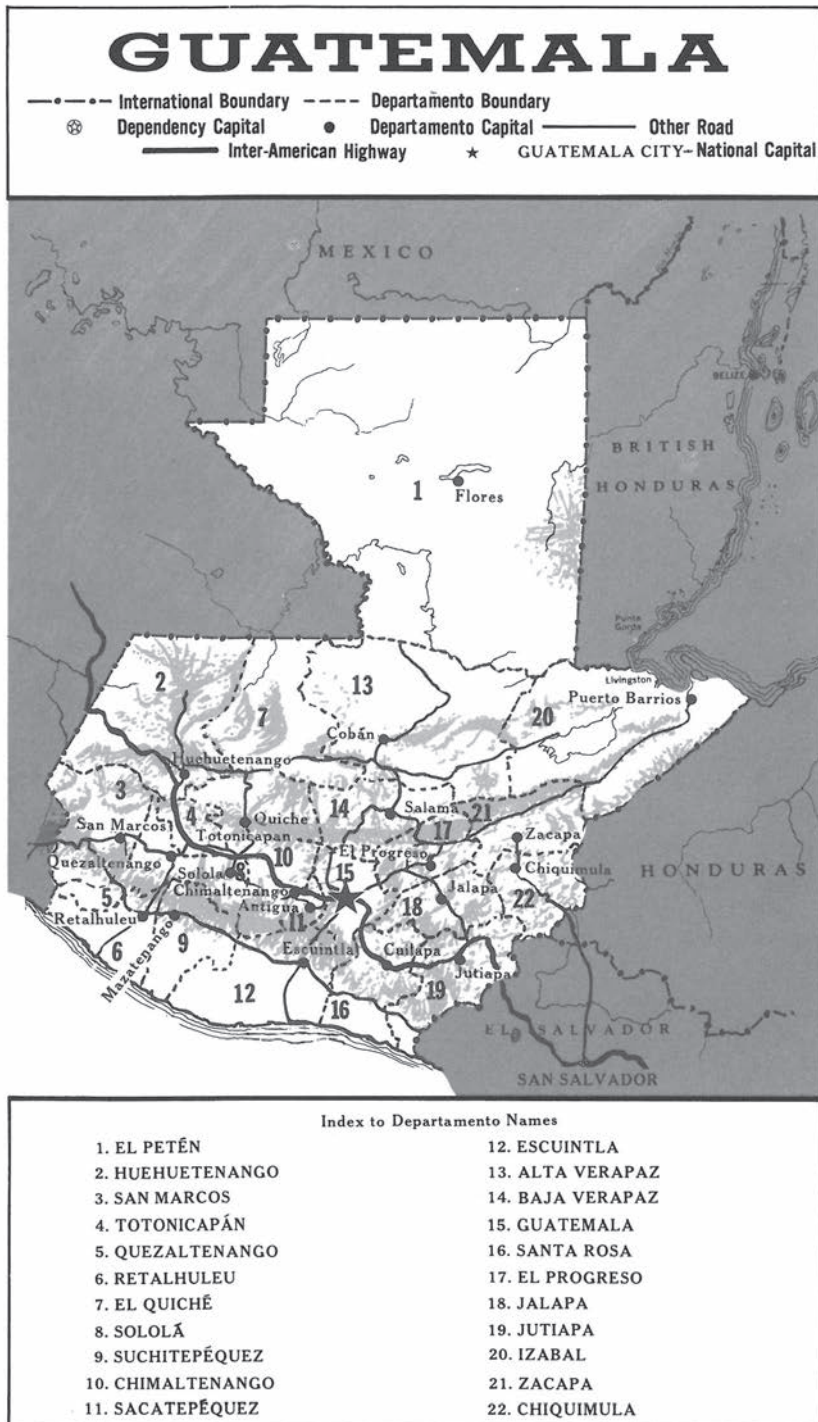 GUATEMALA
International Boundary
Departamento Boundary
Dependency Capital
Departamento Capital
Other Road
Inter-American Highway
GUATEMALA CITY – National Capital
MEXICO
BELIZE
BRITISH
HONDURAS
1
Flores
Punta
Gorda
Livingston
2
13
Puerto Barrios
7
20
Cobán
Huehuetenango
3
14
Salama
21
4
Quiche
17
San Marcos
Totonicapan
Zacapa
10
El Progreso
Quezaltenango
Solola
8
15
Chiquimula
HONDURAS
Chimaltenango
Jalapa
5
Antigua
18
22
Retalhuleu
11
6
9
Mazatenango
Escuintla
Cuilapa
Jutiapa
12
19
16
EL SALVADOR
SAN SALVADOR
Index to Departamento Names
1. EL PETÉN
2. HUEHUETENANGO
3. SAN MARCOS
4. TOTONICAPÁN
5. QUEZALTENANGO
6. RETALHULEU
7. EL QUICHÉ
8. SOLOLÁ
9. SUCHITEPÉQUEZ
10. CHIMALTENANGO
11. SACATEPÉQUEZ
12. ESCUINTLA
13. ALTA VERAPAZ
14. BAJA VERAPAZ
15. GUATEMALA
16. SANTA ROSA
17. EL PROGRESO
18. JALAPA
19. JUTIAPA
20. IZABAL
21. ZACAPA
22. CHIQUIMULA